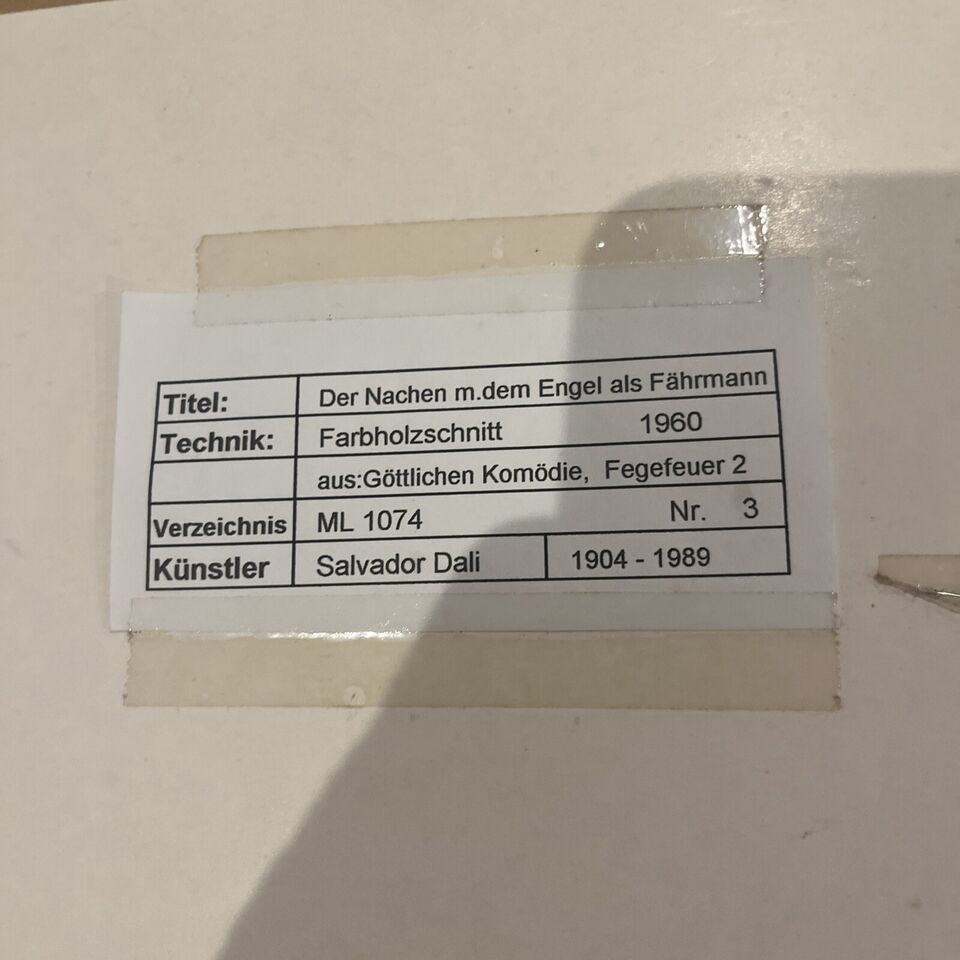 Titel: Der Nachen m.dem Engel als Fährmann
Technik: Farbholzschnitt 1960
aus:Göttlichen Komödie, Fegefeuer 2
Verzeichnis ML 1074 Nr. 3
Künstler Salvador Dali 1904 - 1989